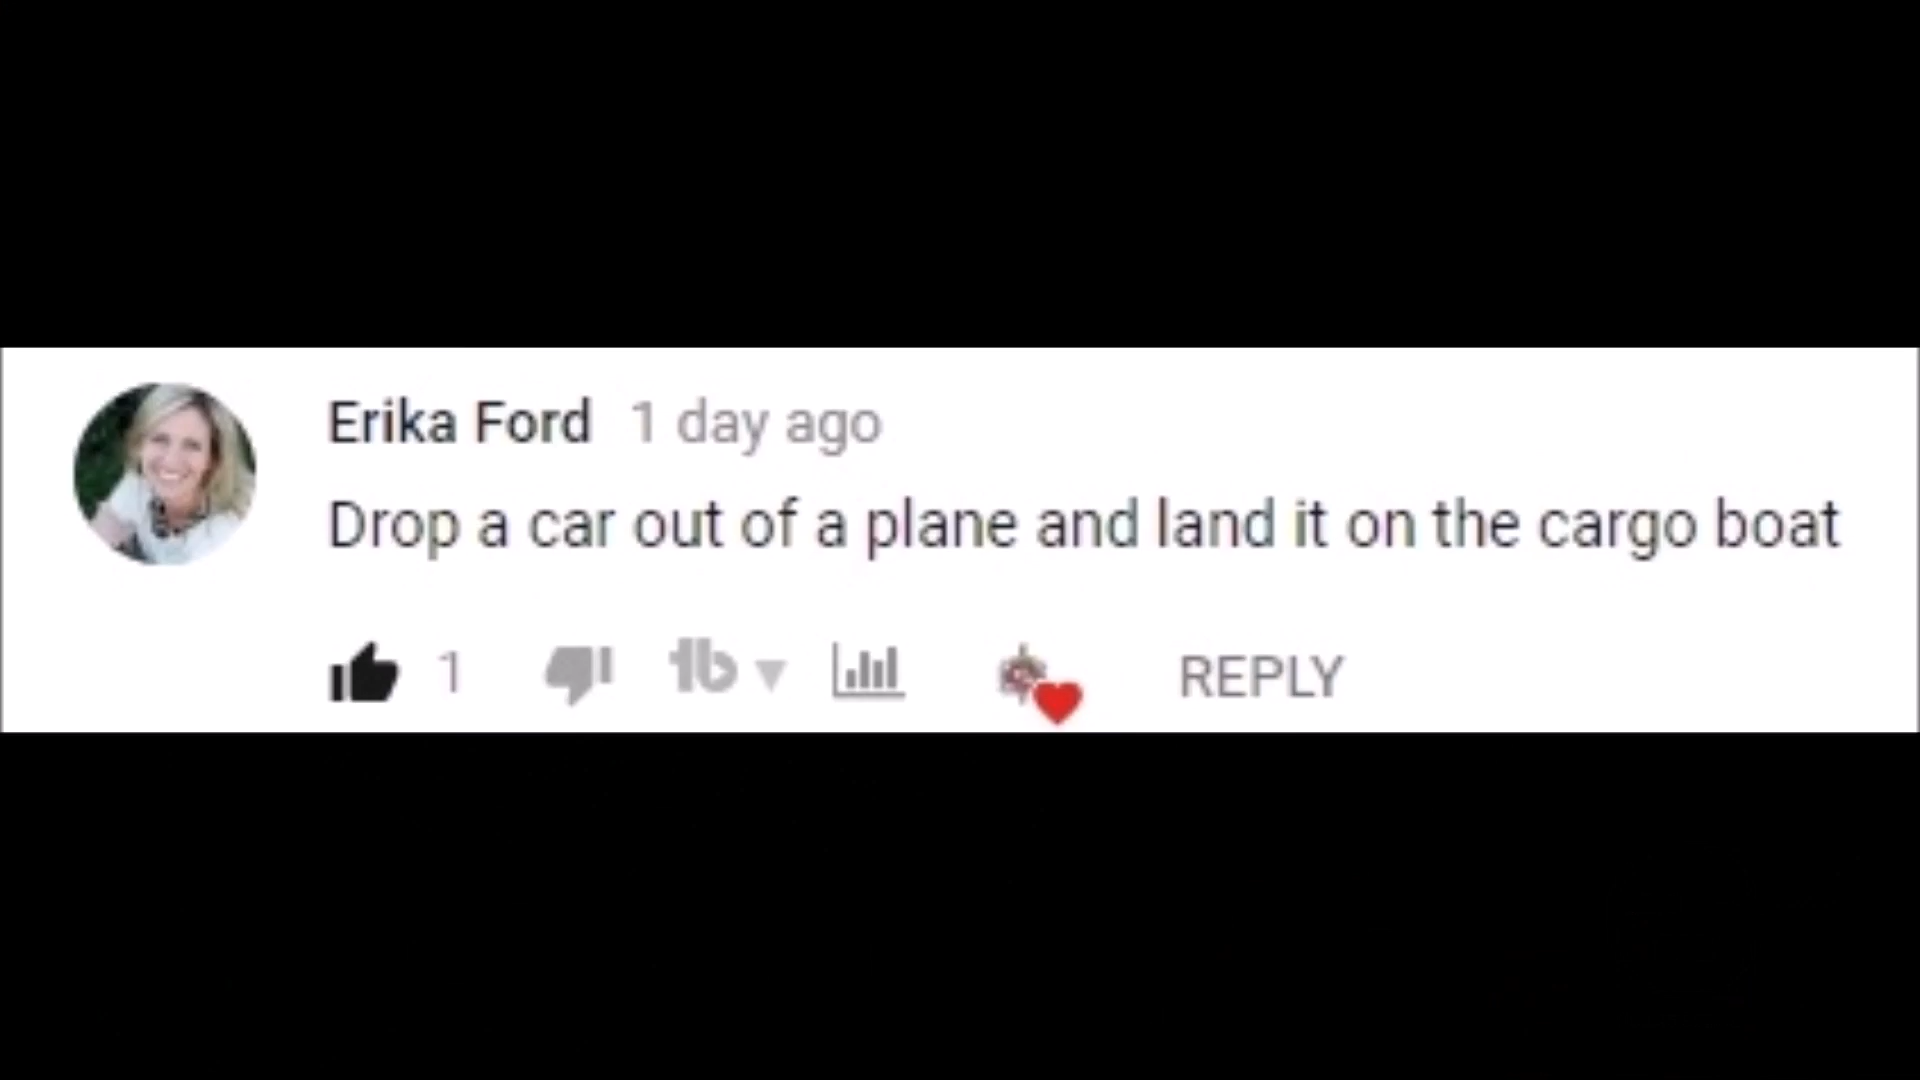 Erika Ford 1 day ago
Drop a car out of a plane and land it on the cargo boat
1 tb REPLY